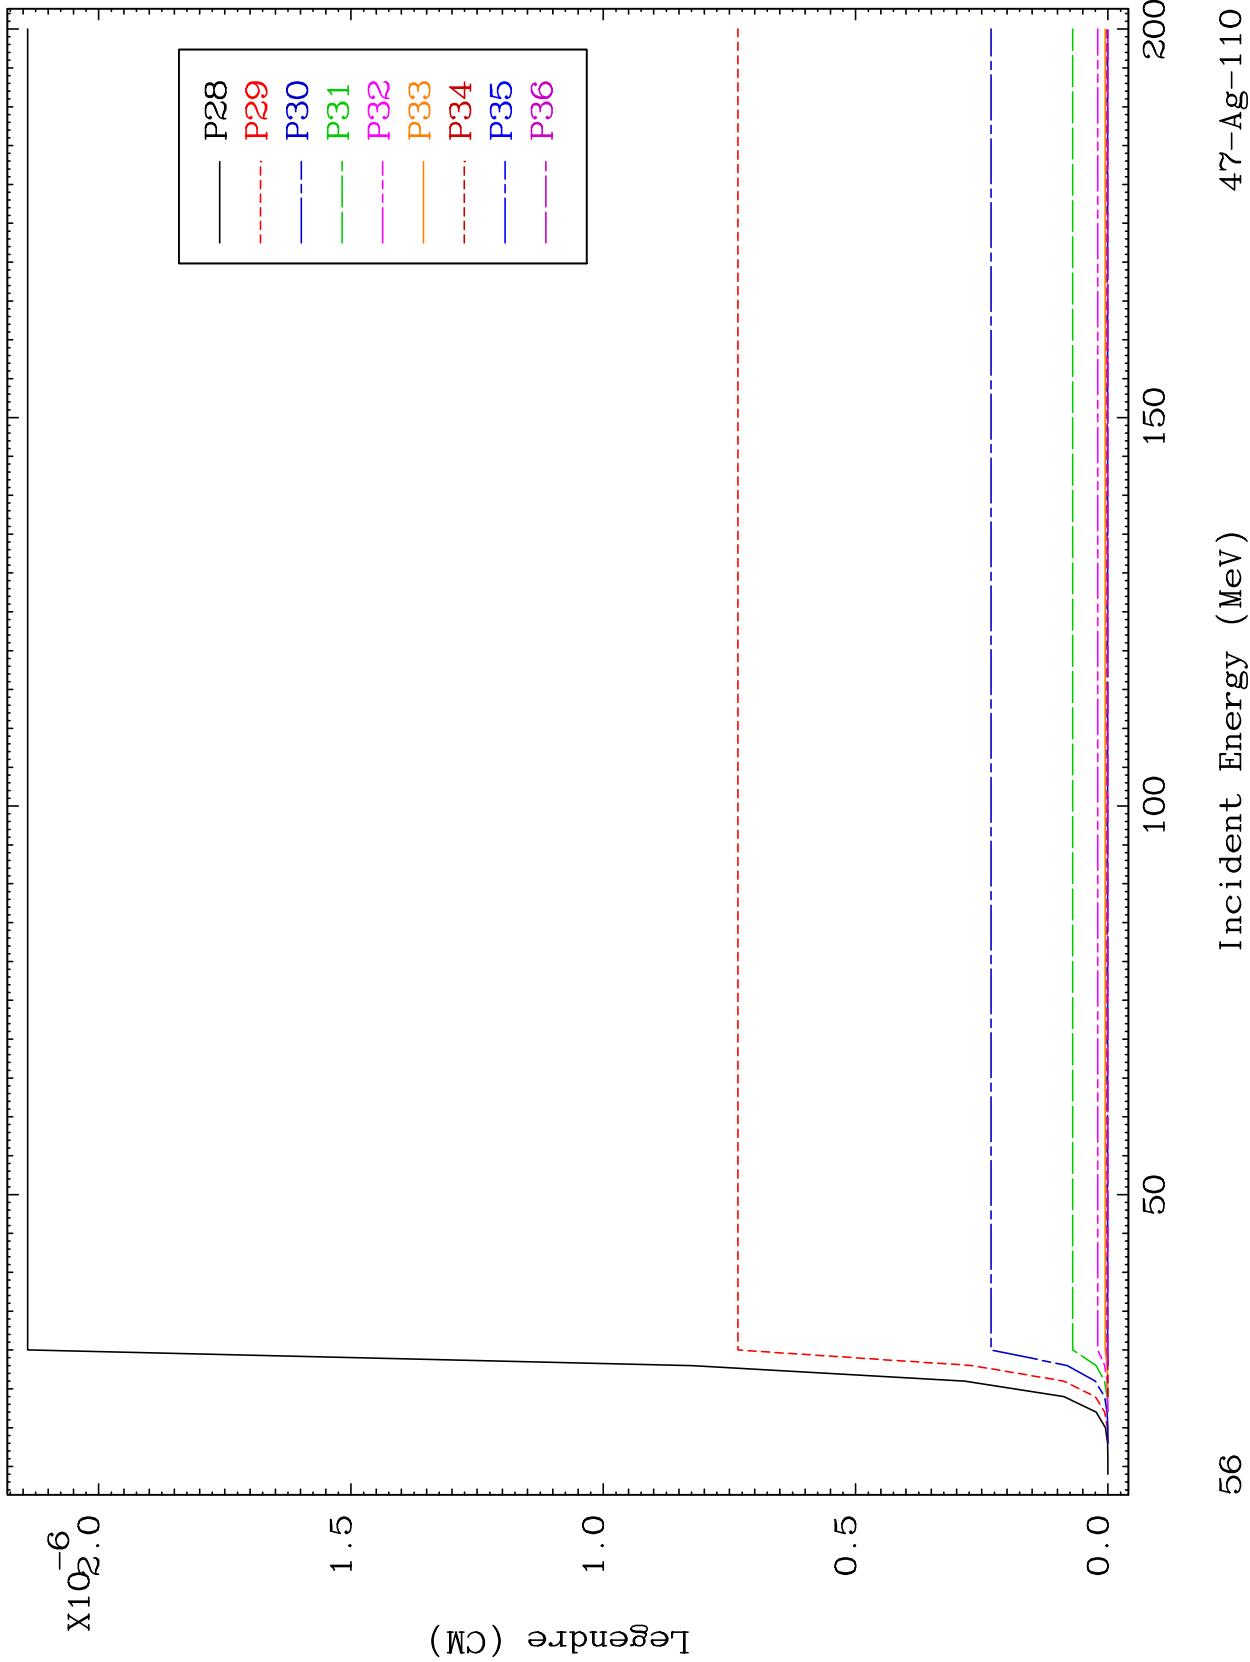 X10-6
2.0
1.5
1.0
0.5
0.0
Legendre (CM)
P28
P29
P30
P31
P32
P33
P34
P35
P36
50
100
150
200
Incident Energy (MeV)
56
47-Ag-110